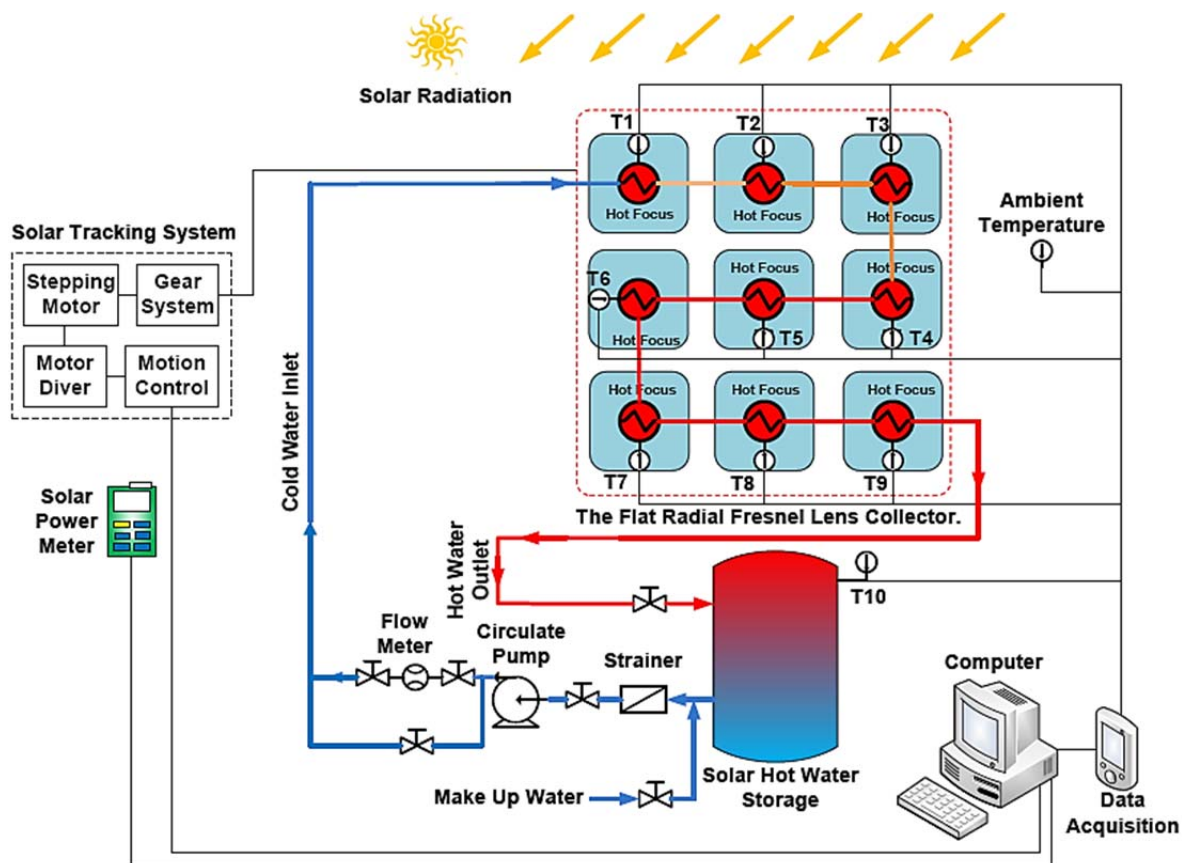 Solar Radiation
T1
T2
T3
Hot Focus
Hot Focus
Hot Focus
Ambient
Temperature
Solar Tracking System
Stepping
Motor
Gear
System
Motor
Diver
Motion
Control
T6
Hot Focus
Hot Focus
Hot Focus
T5
T4
Hot Focus
Hot Focus
Hot Focus
T7
T8
T9
Cold Water Inlet
Solar
Power
Meter
The Flat Radial Fresnel Lens Collector.
Hot Water
Outlet
T10
Flow
Meter
Circulate
Pump
Strainer
Computer
Make Up Water
Solar Hot Water
Storage
Data
Acquisition